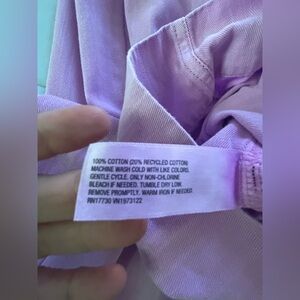 100% COTTON (20% RECYCLED COTTON)
MACHINE WASH COLD WITH LIKE COLORS.
GENTLE CYCLE. ONLY NON-CHLORINE
BLEACH IF NEEDED. TUMBLE DRY LOW.
REMOVE PROMPTLY. WARM IRON IF NEEDED.
RN17730 VN1973122